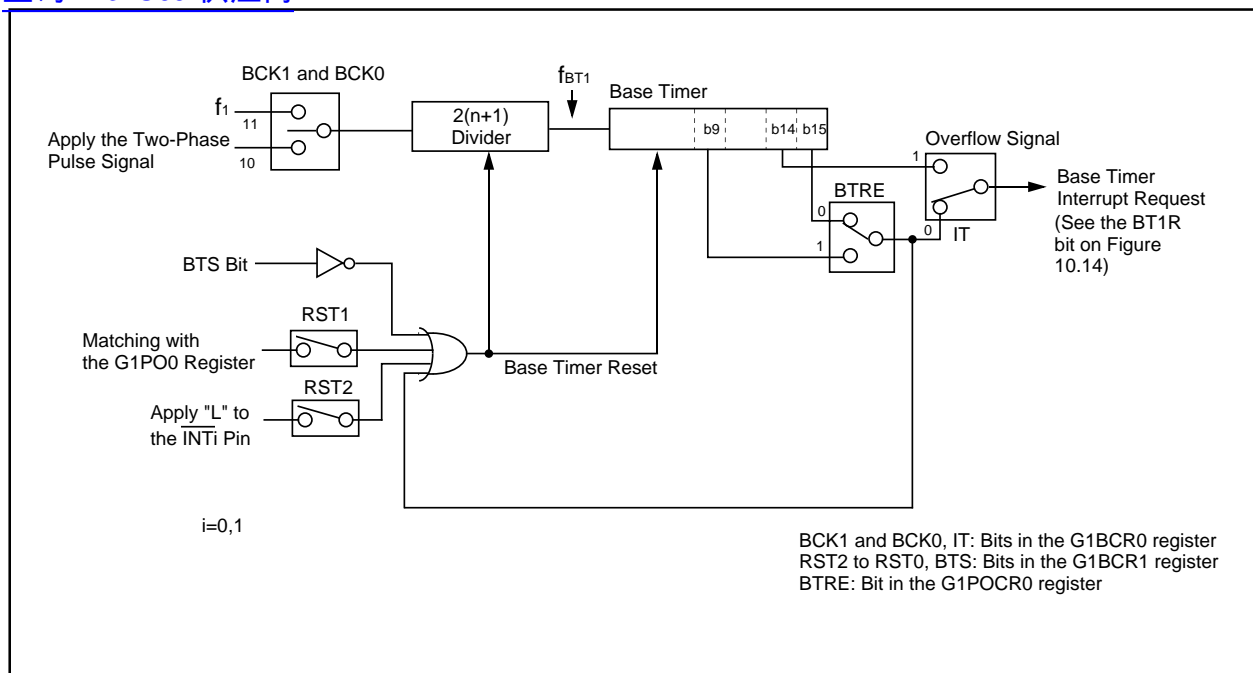 BCK1 and BCK0
f1
11
Apply the Two-Phase
Pulse Signal
10
2(n+1)
Divider
fBT1
Base Timer
b9
b14
b15
Overflow Signal
1
0
IT
Base Timer
Interrupt Request
(See the BT1R
bit on Figure
10.14)
BTRE
0
1
BTS Bit
RST1
Matching with
the G1PO0 Register
RST2
Apply "L" to
the INTi Pin
Base Timer Reset
i=0,1
BCK1 and BCK0, IT: Bits in the G1BCR0 register
RST2 to RST0, BTS: Bits in the G1BCR1 register
BTRE: Bit in the G1POCR0 register